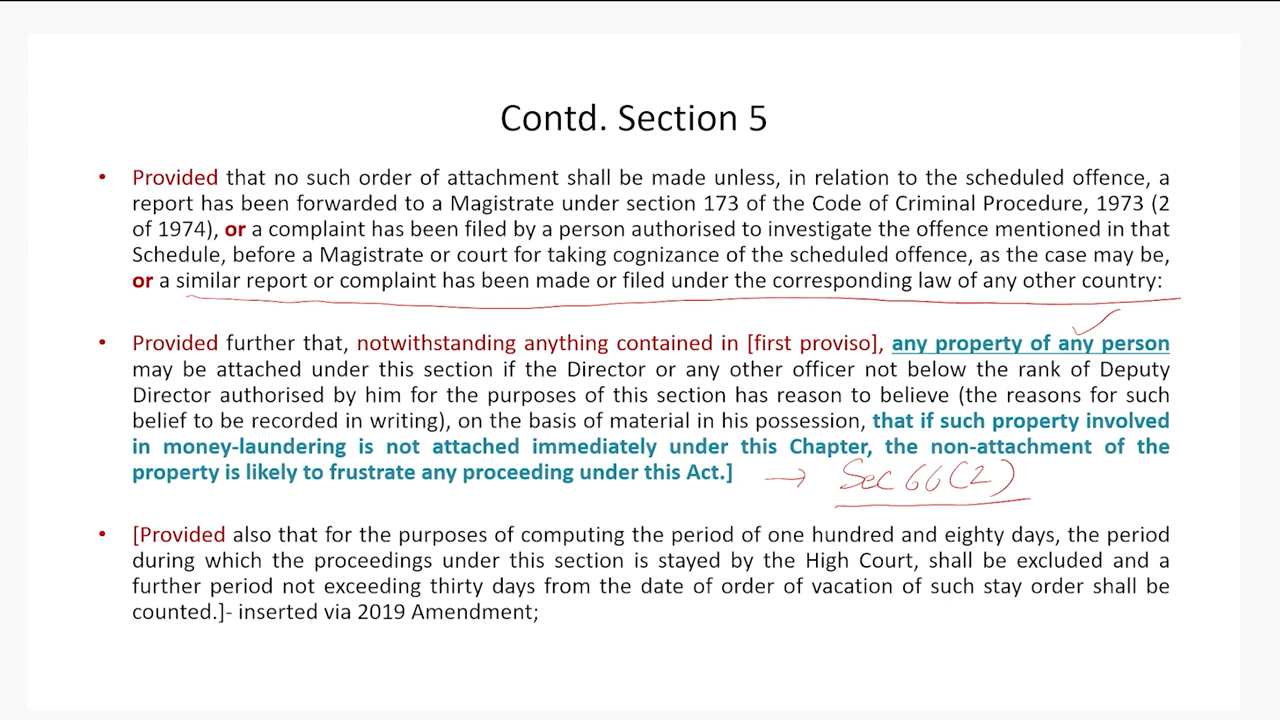 Contd. Section 5
• Provided that no such order of attachment shall be made unless, in relation to the scheduled offence, a
report has been forwarded to a Magistrate under section 173 of the Code of Criminal Procedure, 1973 (2
of 1974), or a complaint has been filed by a person authorised to investigate the offence mentioned in that
Schedule, before a Magistrate or court for taking cognizance of the scheduled offence, as the case may be,
or a similar report or complaint has been made or filed under the corresponding law of any other country:
• Provided further that, notwithstanding anything contained in [first proviso], any property of any person
may be attached under this section if the Director or any other officer not below the rank of Deputy
Director authorised by him for the purposes of this section has reason to believe (the reasons for such
belief to be recorded in writing), on the basis of material in his possession, that if such property involved
in money-laundering is not attached immediately under this Chapter, the non-attachment of the
property is likely to frustrate any proceeding under this Act.] → Sec 66(2)
• [Provided also that for the purposes of computing the period of one hundred and eighty days, the period
during which the proceedings under this section is stayed by the High Court, shall be excluded and a
further period not exceeding thirty days from the date of order of vacation of such stay order shall be
counted.]- inserted via 2019 Amendment;